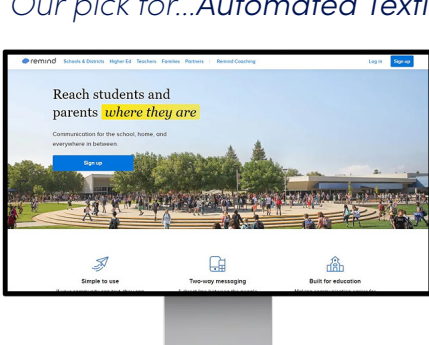 Our pick for...Automated Texti
remind
Schools & Districts Higher Ed Teachers Families Partners | Remind Coaching
Log in
Sign up
Reach students and
parents where they are
Communication for the school, home, and
everywhere in between.
Sign up
Simple to use
Two-way messaging
Built for education